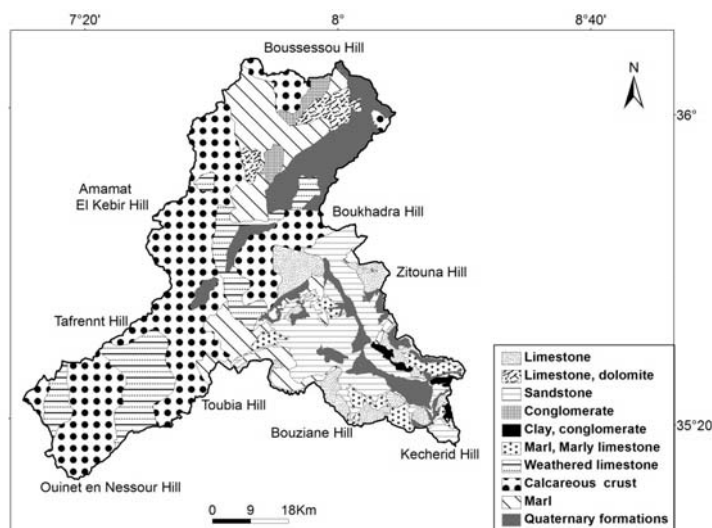 7°20 8° 8°40
Boussessou Hill
N
36°
Amamat
El Kebir Hill
Boukhadra Hill
Zitouna Hill
Tafrennt Hill
Toubia Hill
Bouziane Hill
35°20
Kecherid Hill
Ouinet en Nessour Hill
0 9 18Km
Limestone
Limestone, dolomite
Sandstone
Conglomerate
Clay, conglomerate
Marl, Marly limestone
Weathered limestone
Calcareous crust
Marl
Quaternary formations